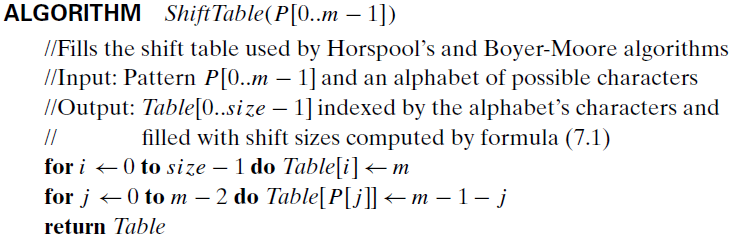 ALGORITHM ShiftTable(P[0..m – 1])
//Fills the shift table used by Horspool’s and Boyer-Moore algorithms
//Input: Pattern P[0..m – 1] and an alphabet of possible characters
//Output: Table[0..size – 1] indexed by the alphabet’s characters and
// filled with shift sizes computed by formula (7.1)
for i ← 0 to size – 1 do Table[i] ← m
for j ← 0 to m – 2 do Table[P[j]] ← m – 1 – j
return Table